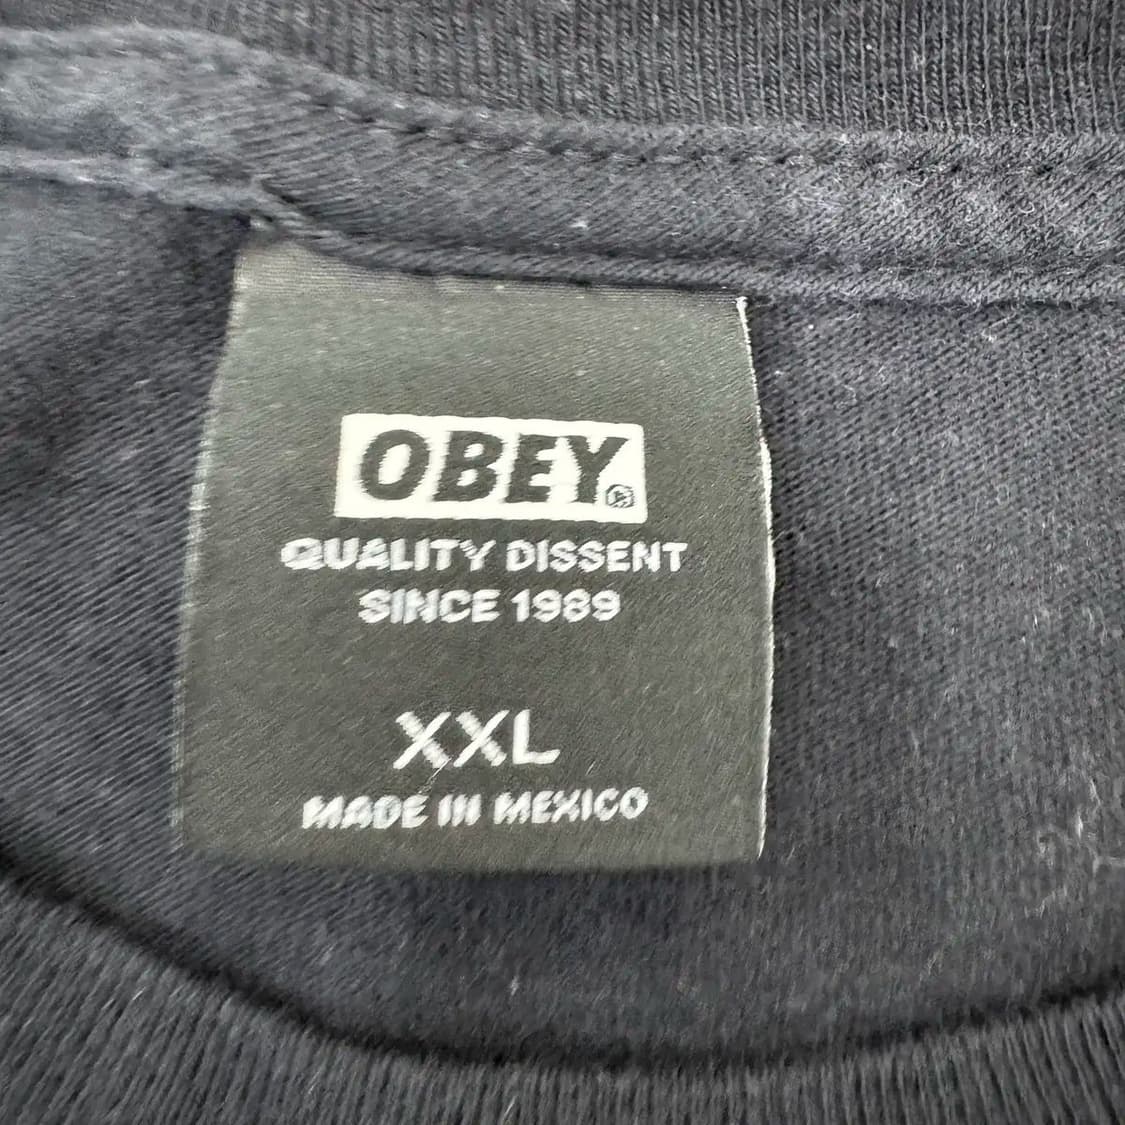 OBEY®
QUALITY DISSENT
SINCE 1989
XXL
MADE IN MEXICO